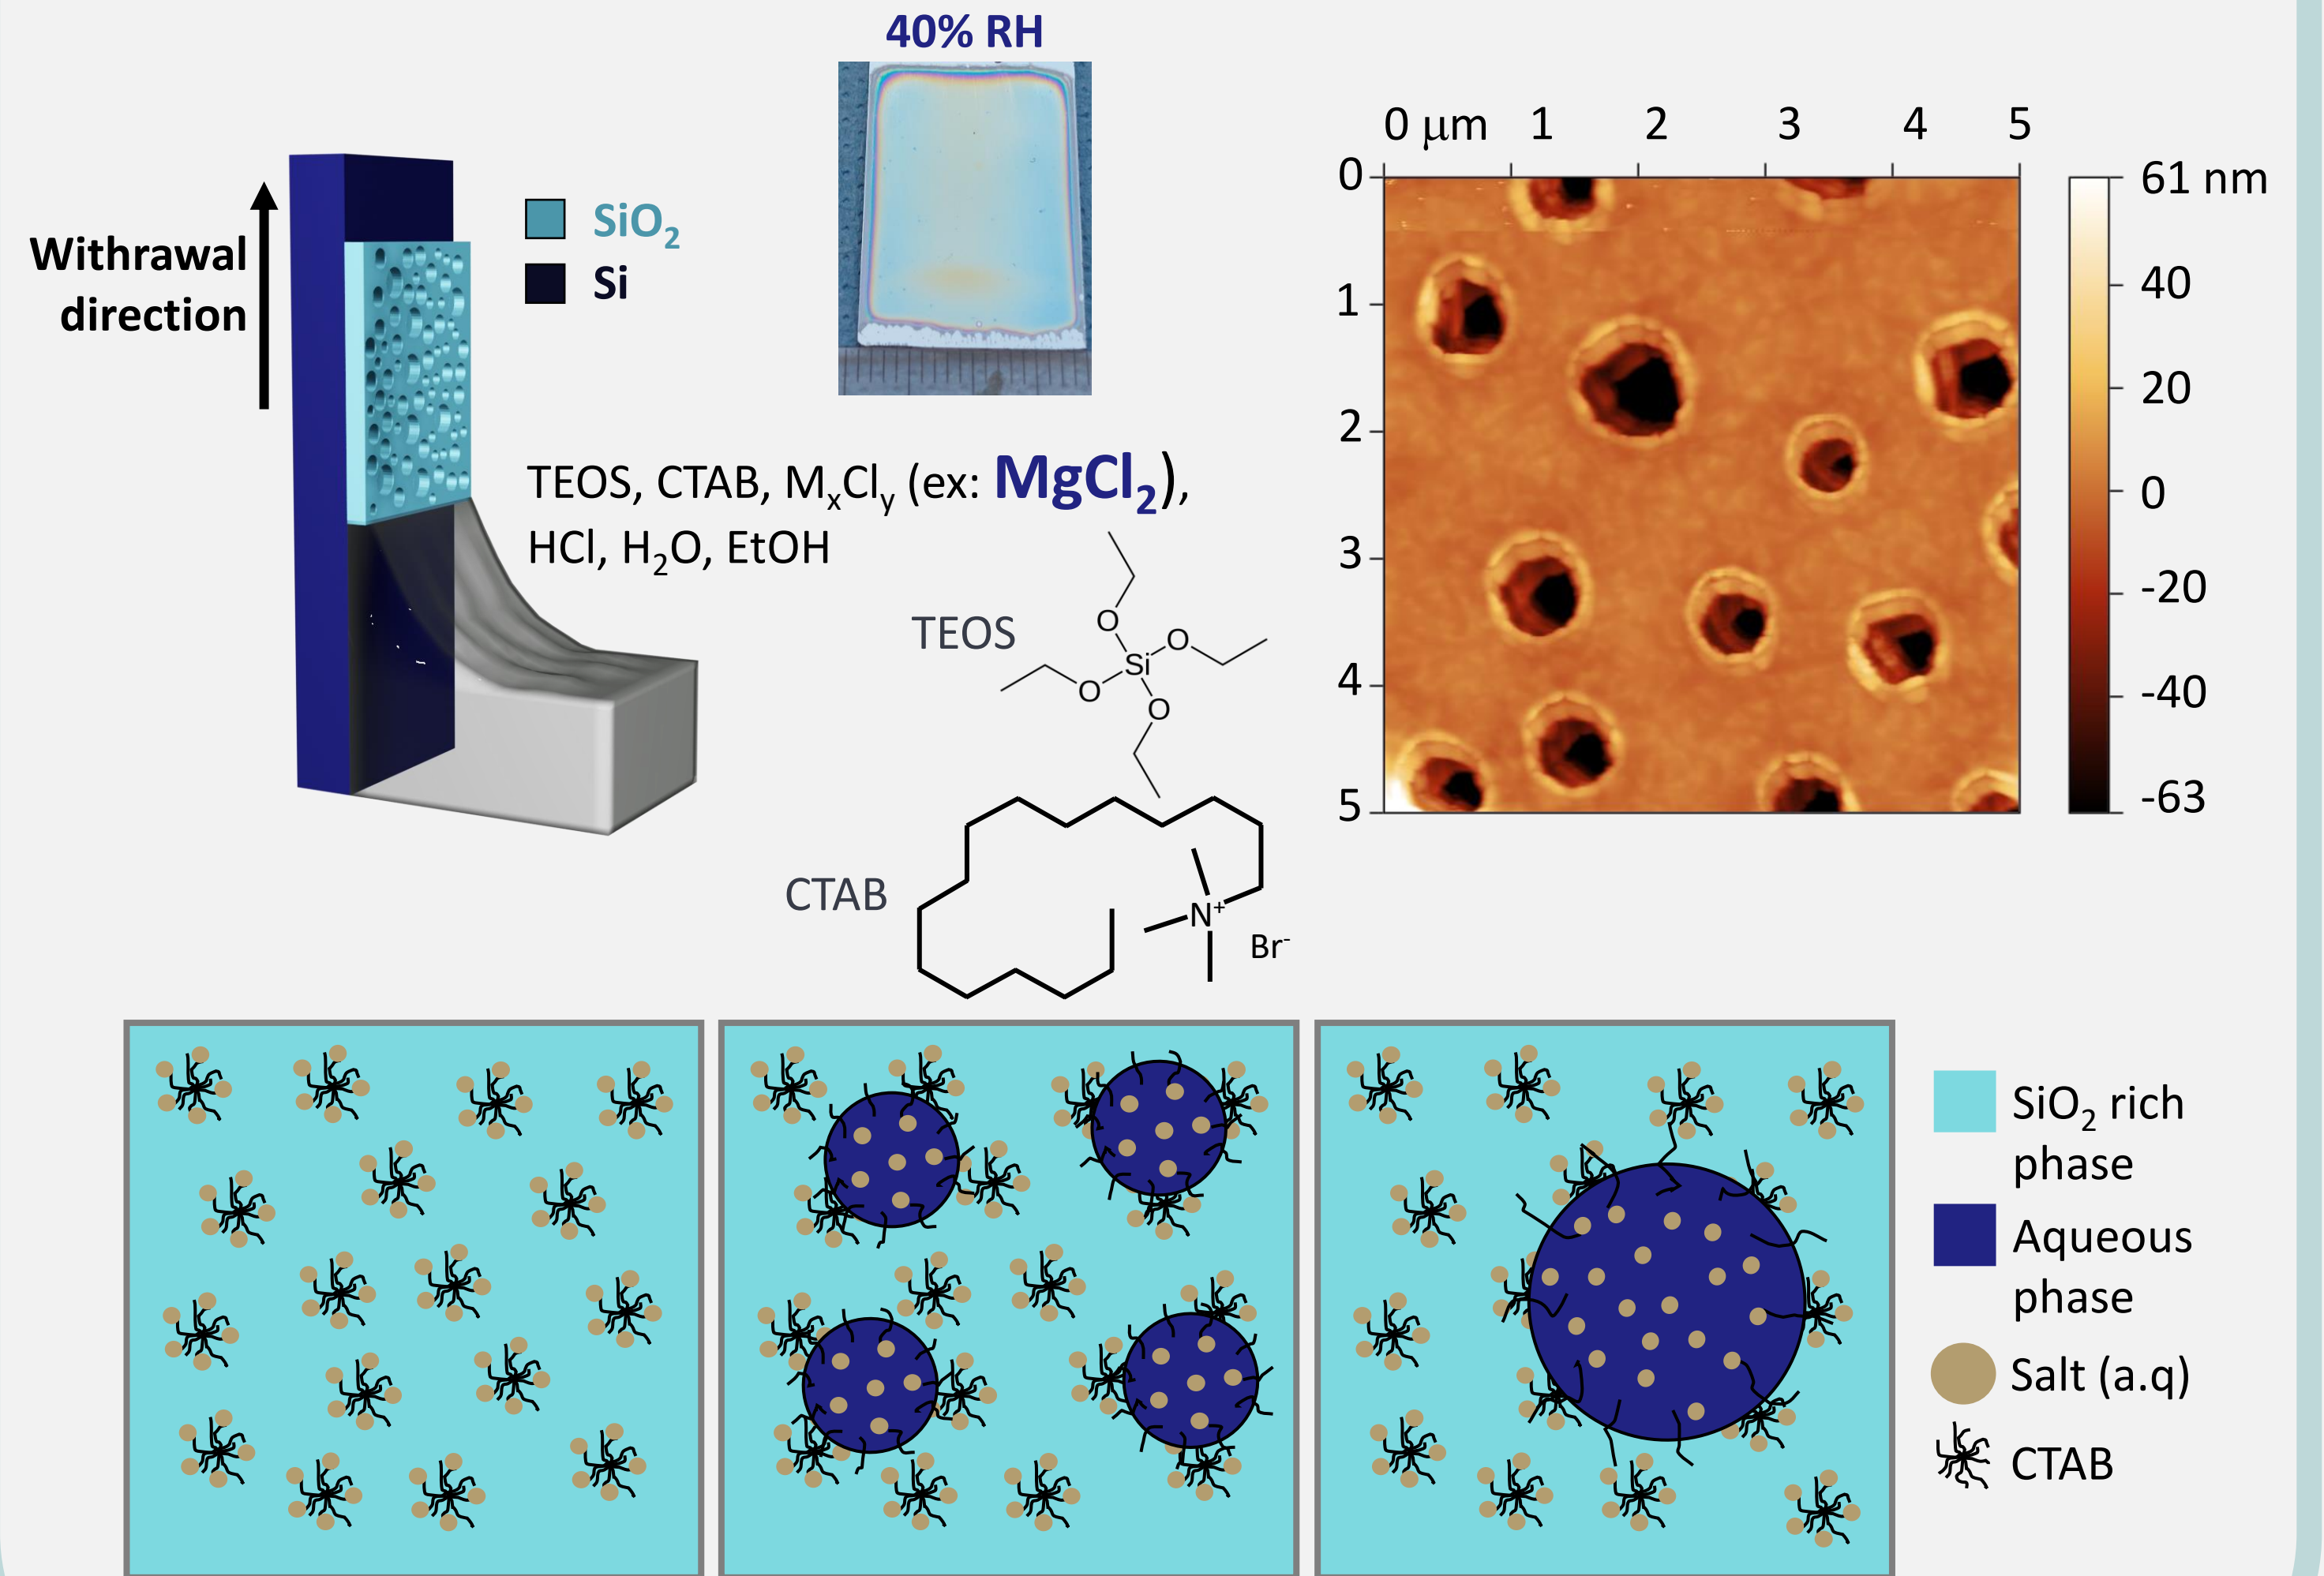 40% RH
Withrawal
direction
SiO₂
Si
TEOS, CTAB, MₓClᵧ (ex: MgCl₂),
HCl, H₂O, EtOH
TEOS
O
O
Si
O
O
CTAB
N⁺
Br⁻
0 μm 1 2 3 4 5
0
1
2
3
4
5
61 nm
40
20
0
-20
-40
-63
SiO₂ rich
phase
Aqueous
phase
Salt (a.q)
CTAB